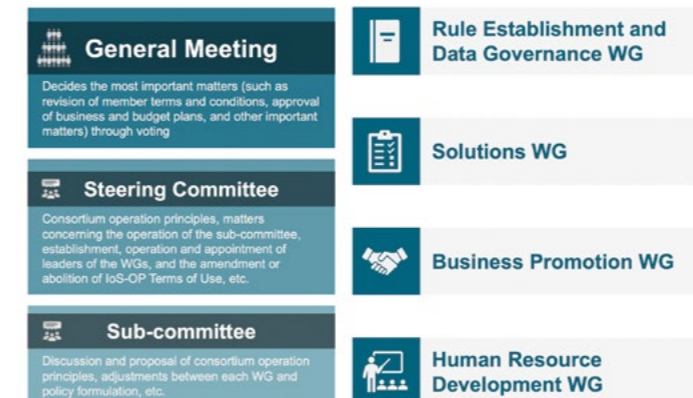 General Meeting
Decides the most important matters (such as
revision of member terms and conditions, approval
of business and budget plans, and other important
matters) through voting
Steering Committee
Consortium operation principles, matters
concerning the operation of the sub-committee,
establishment, operation and appointment of
leaders of the WGs, and the amendment or
abolition of IoS-OP Terms of Use, etc.
Sub-committee
Discussion and proposal of consortium operation
principles, adjustments between each WG and
policy formulation, etc.
Rule Establishment and
Data Governance WG
Solutions WG
Business Promotion WG
Human Resource
Development WG